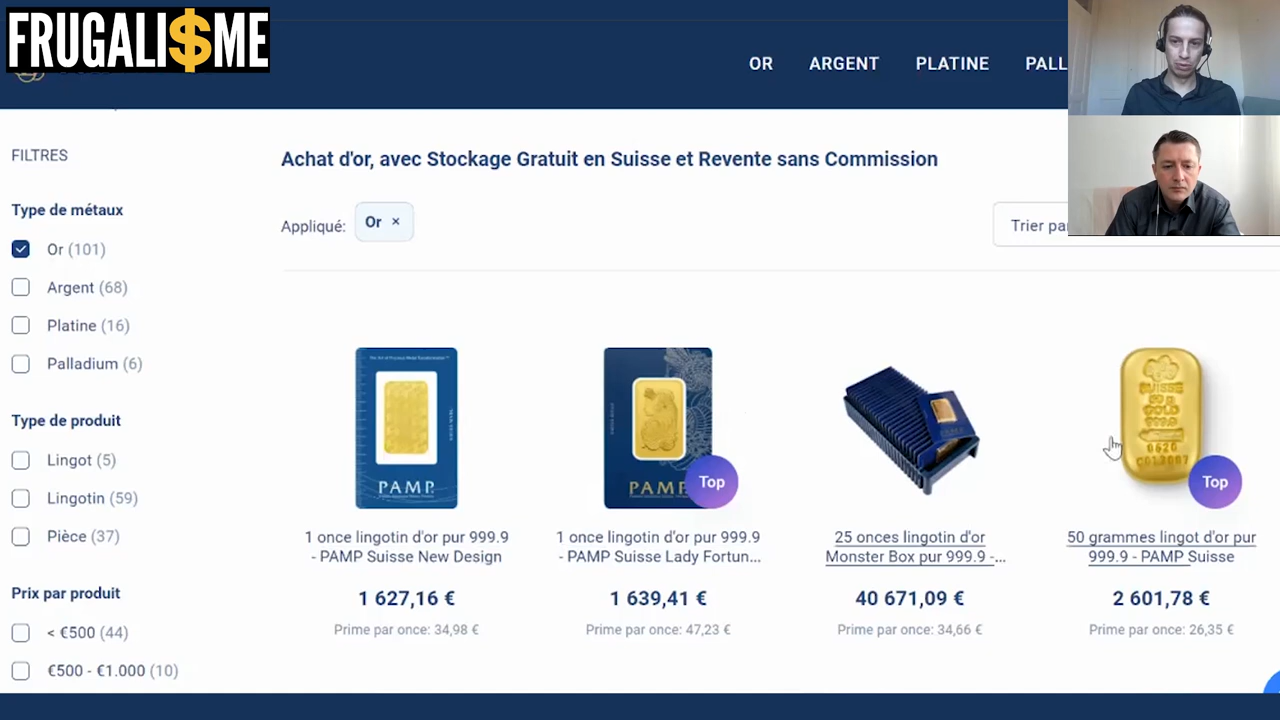 FRUGALI$ME
OR
ARGENT
PLATINE
PALL
FILTRES
Type de métaux
Or (101)
Argent (68)
Platine (16)
Palladium (6)
Type de produit
Lingot (5)
Lingotin (59)
Pièce (37)
Prix par produit
< €500 (44)
€500 - €1.000 (10)
Achat d'or, avec Stockage Gratuit en Suisse et Revente sans Commission
Appliqué:
Or ×
Trier par
PAMP
1 once lingotin d'or pur 999.9
- PAMP Suisse New Design
1 627,16 €
Prime par once: 34,98 €
PAMP
Top
1 once lingotin d'or pur 999.9
- PAMP Suisse Lady Fortun...
1 639,41 €
Prime par once: 47,23 €
25 onces lingotin d'or
Monster Box pur 999.9 -...
40 671,09 €
Prime par once: 34,66 €
SUISSE
50 g
GOLD
999.9
Top
50 grammes lingot d'or pur
999.9 - PAMP Suisse
2 601,78 €
Prime par once: 26,35 €